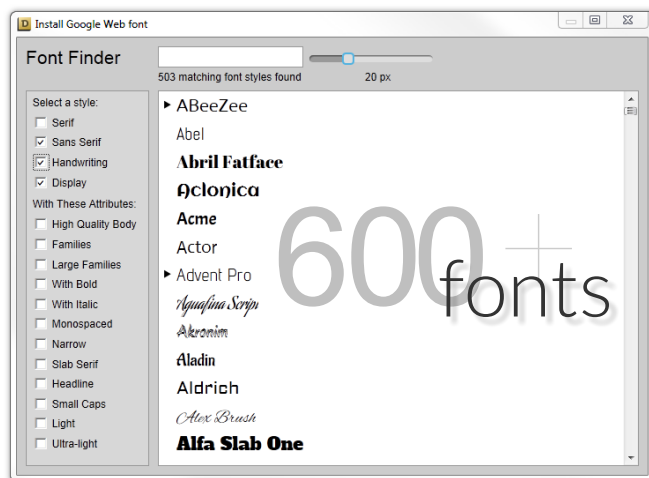 Install Google Web font
Font Finder
503 matching font styles found
20 px
Select a style:
Serif
Sans Serif
Handwriting
Display
With These Attributes:
High Quality Body
Families
Large Families
With Bold
With Italic
Monospaced
Narrow
Slab Serif
Headline
Small Caps
Light
Ultra-light
ABeeZee
Abel
Abril Fatface
Aclonica
Acme
Actor
Advent Pro
Aguafina Script
Akronim
Aladin
Aldrich
Alex Brush
Alfa Slab One
600+
fonts